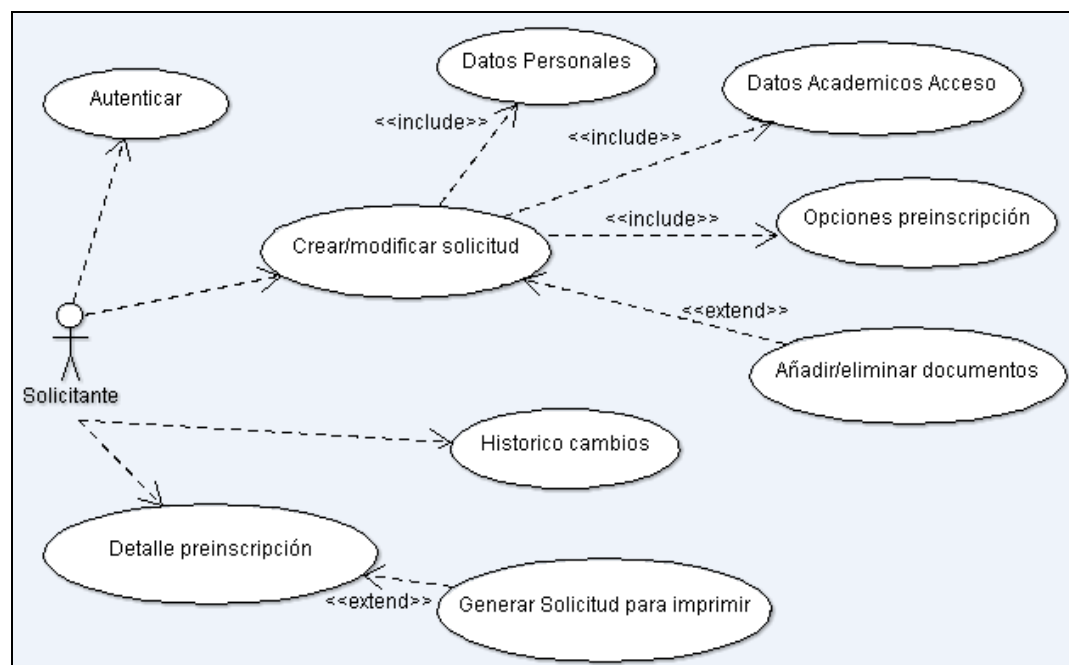 Datos Personales
Datos Academicos Acceso
Autenticar
<<include>>
<<include>>
Opciones preinscripción
<<include>>
Crear/modificar solicitud
<<extend>>
Añadir/eliminar documentos
Solicitante
Historico cambios
Detalle preinscripción
<<extend>>
Generar Solicitud para imprimir